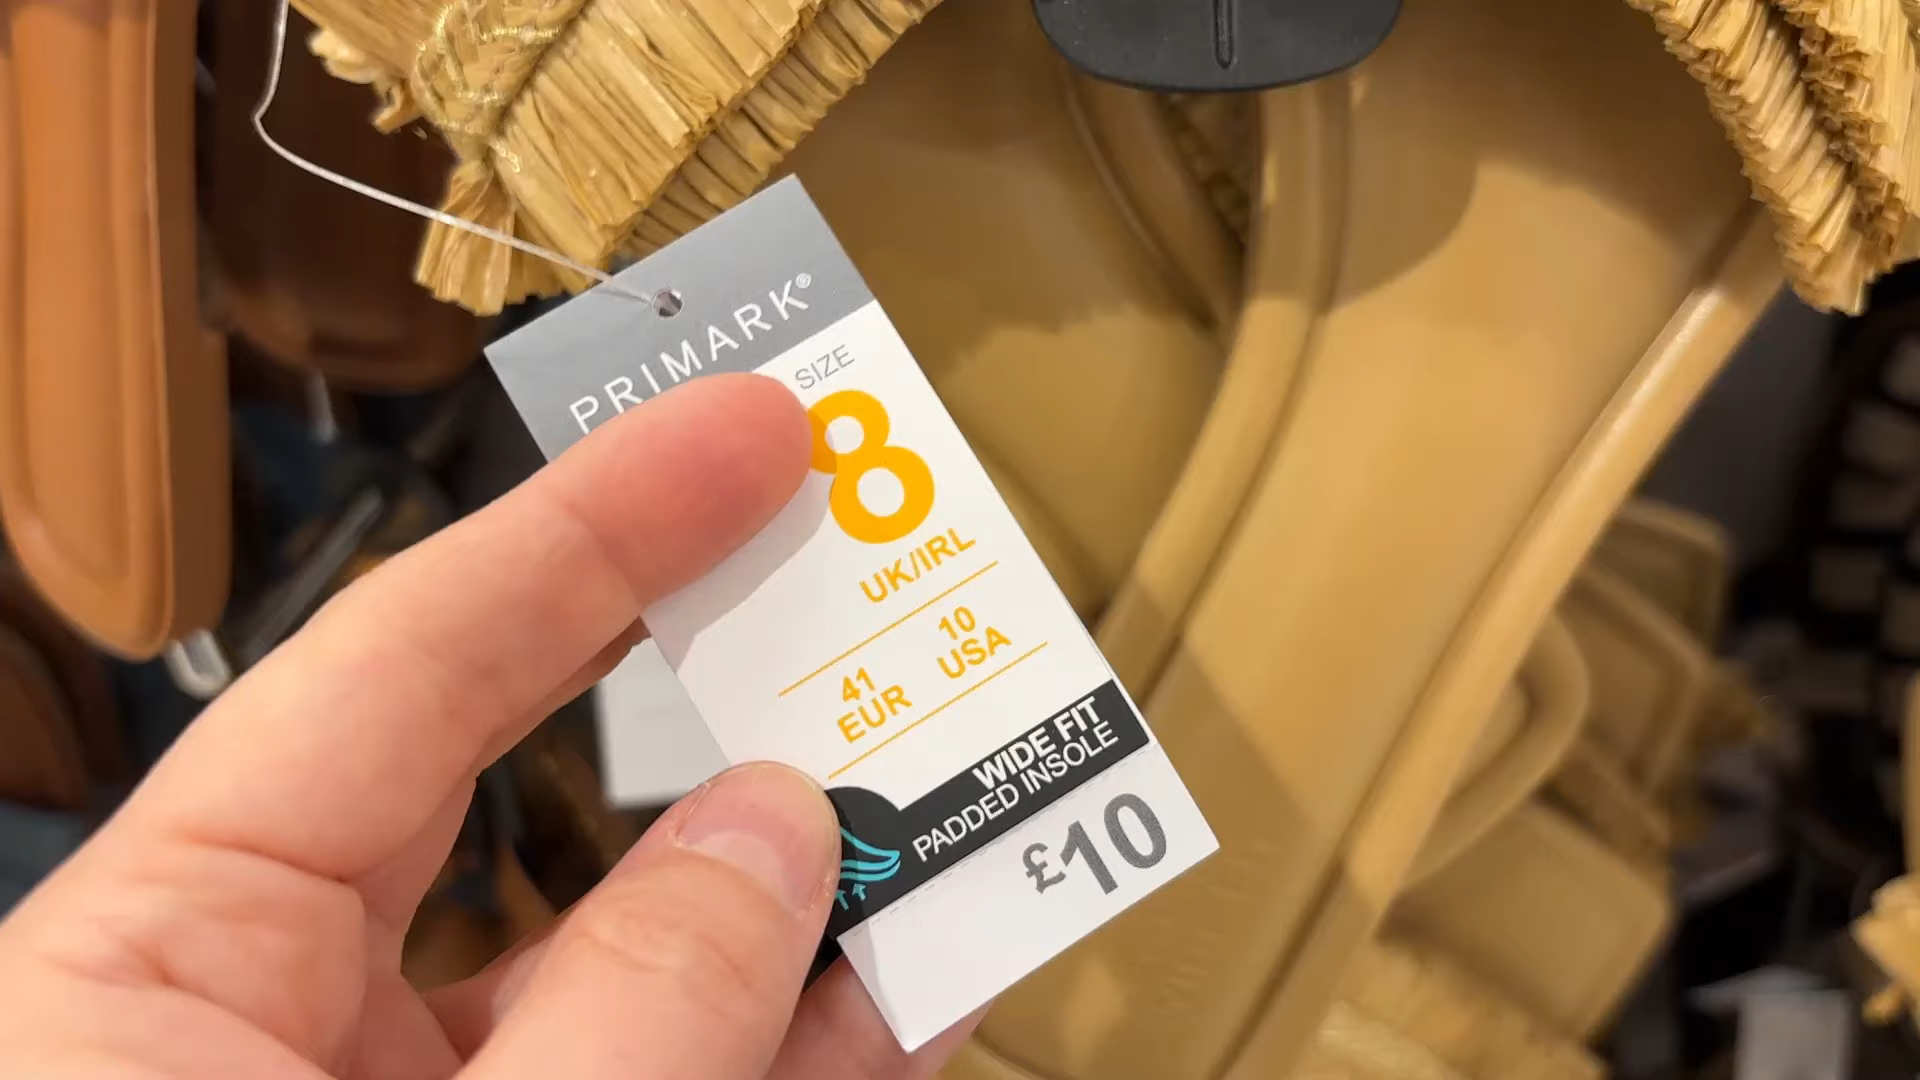 PRIMARK®
SIZE
8
UK/IRL
41 EUR
10 USA
WIDE FIT
PADDED INSOLE
£10